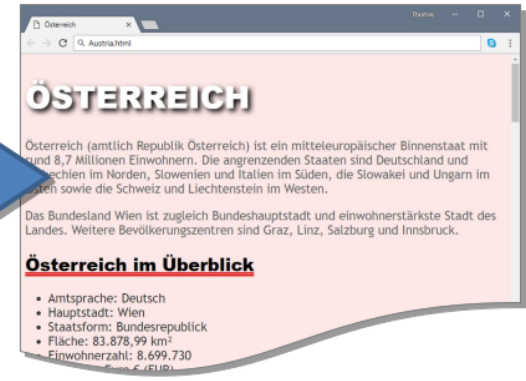 Österreich
Thomas
Austria.html
ÖSTERREICH
Österreich (amtlich Republik Österreich) ist ein mitteleuropäischer Binnenstaat mit
rund 8,7 Millionen Einwohnern. Die angrenzenden Staaten sind Deutschland und
im Norden, Slowenien und Italien im Süden, die Slowakei und Ungarn im
sowie die Schweiz und Liechtenstein im Westen.
Das Bundesland Wien ist zugleich Bundeshauptstadt und einwohnerstärkste Stadt des
Landes. Weitere Bevölkerungszentren sind Graz, Linz, Salzburg und Innsbruck.
Österreich im Überblick
• Amtsprache: Deutsch
• Hauptstadt: Wien
• Staatsform: Bundesrepublick
• Fläche: 83.878,99 km²
• Einwohnerzahl: 8.699.730
Euro € (EUR)